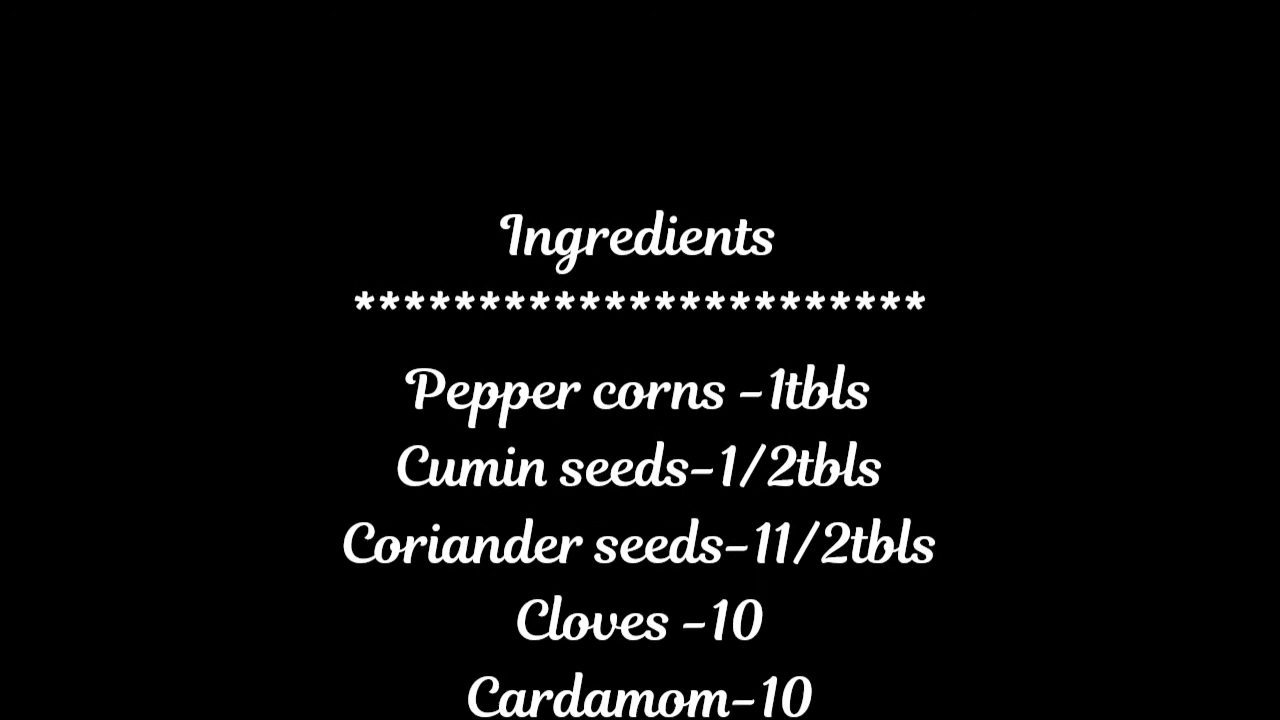 Ingredients
***********************
Pepper corns -1tbls
Cumin seeds-1/2tbls
Coriander seeds-11/2tbls
Cloves -10
Cardamom-10